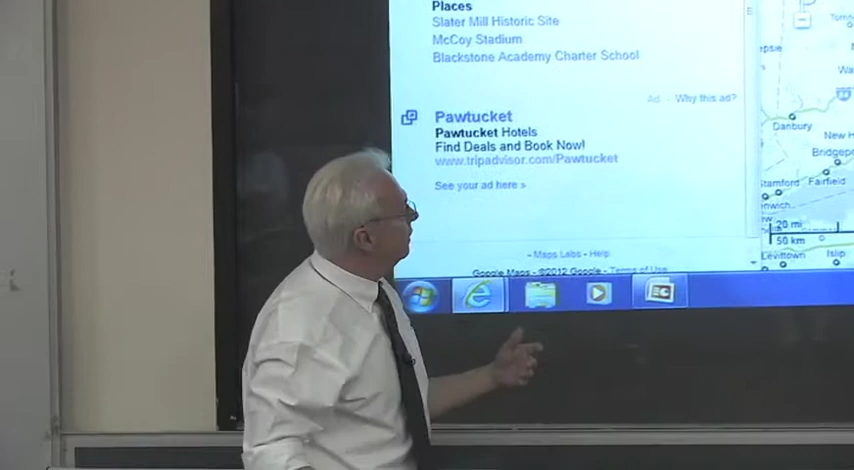 Places
Slater Mill Historic Site
McCoy Stadium
Blackstone Academy Charter School
Ad - Why this ad?
Pawtucket
Pawtucket Hotels
Find Deals and Book Now!
www.tripadvisor.com/Pawtucket
See your ad here »
- Maps Labs - Help
Google Maps - ©2012 Google - Terms of Use
Danbury
New H
Bridgepo
Stamford
Fairfield
enwich
20 mi
50 km
Levittown
Islip